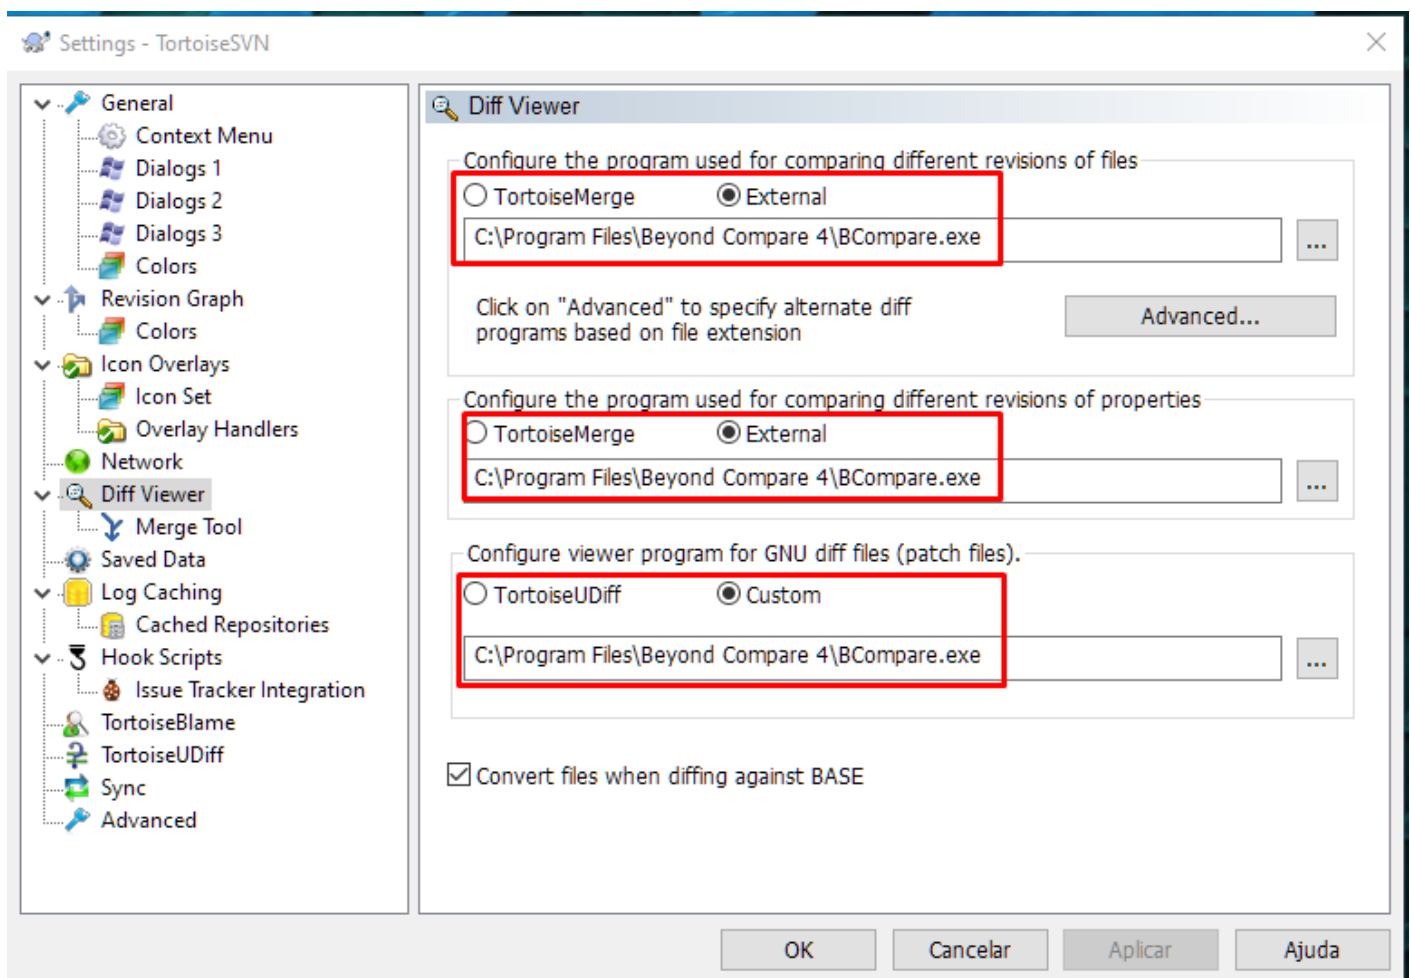 Settings - TortoiseSVN
General
Context Menu
Dialogs 1
Dialogs 2
Dialogs 3
Colors
Revision Graph
Colors
Icon Overlays
Icon Set
Overlay Handlers
Network
Diff Viewer
Merge Tool
Saved Data
Log Caching
Cached Repositories
Hook Scripts
Issue Tracker Integration
TortoiseBlame
TortoiseUDiff
Sync
Advanced
Diff Viewer
Configure the program used for comparing different revisions of files
TortoiseMerge External
C:\Program Files\Beyond Compare 4\BCompare.exe ...
Click on "Advanced" to specify alternate diff
programs based on file extension
Advanced...
Configure the program used for comparing different revisions of properties
TortoiseMerge External
C:\Program Files\Beyond Compare 4\BCompare.exe ...
Configure viewer program for GNU diff files (patch files).
TortoiseUDiff Custom
C:\Program Files\Beyond Compare 4\BCompare.exe ...
Convert files when diffing against BASE
OK Cancelar Aplicar Ajuda